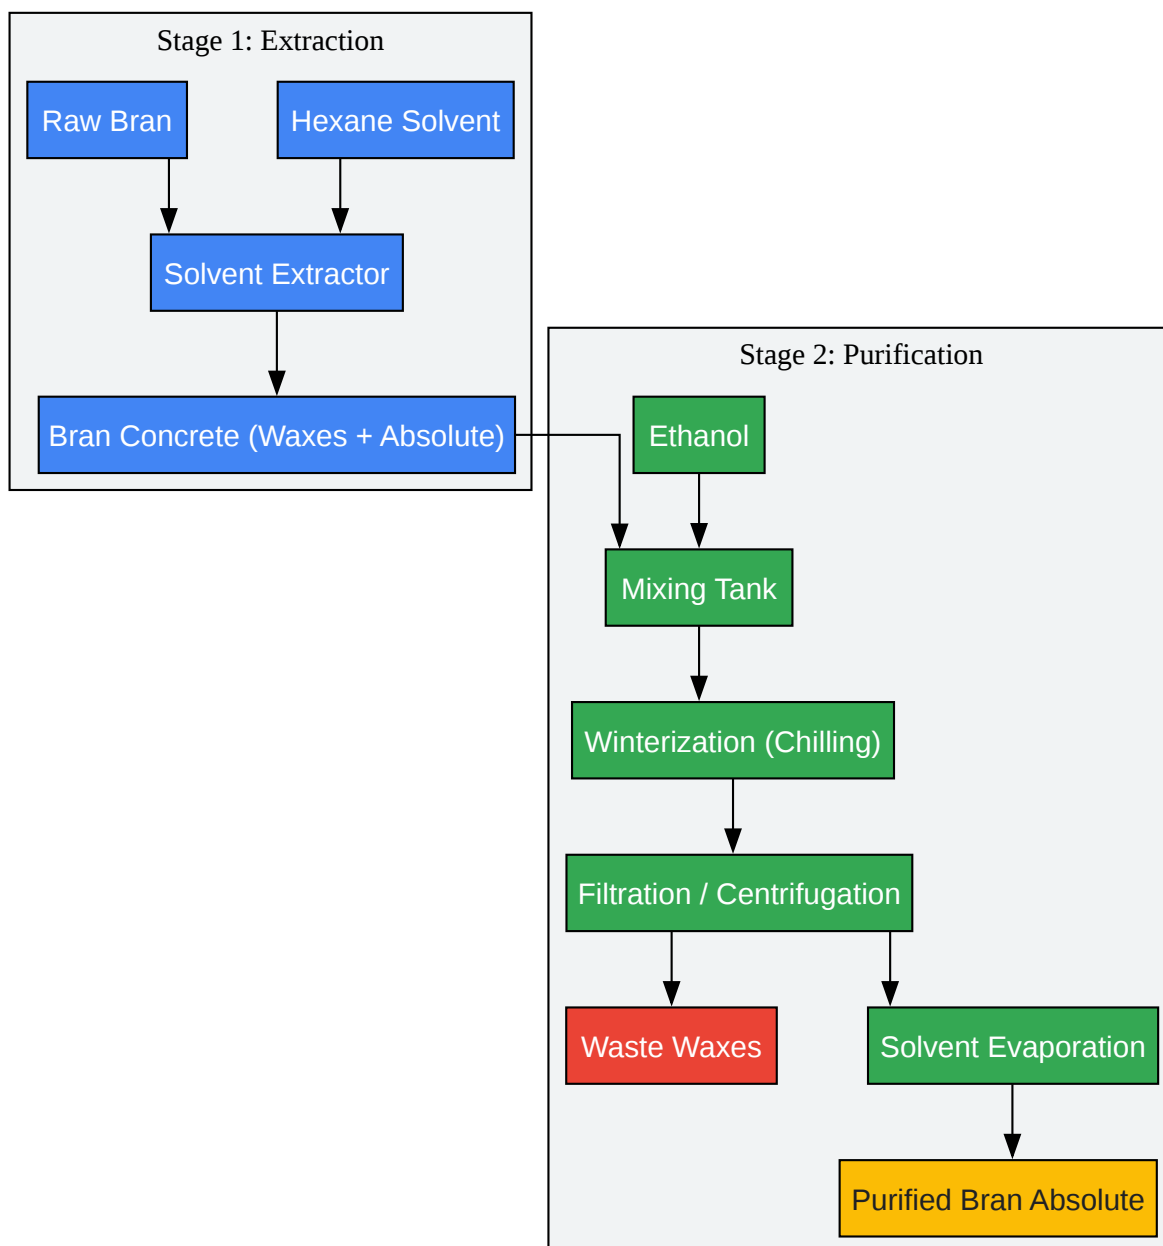 Stage 1: Extraction
Raw Bran
Hexane Solvent
Solvent Extractor
Bran Concrete (Waxes + Absolute)
Stage 2: Purification
Ethanol
Mixing Tank
Winterization (Chilling)
Filtration / Centrifugation
Waste Waxes
Solvent Evaporation
Purified Bran Absolute